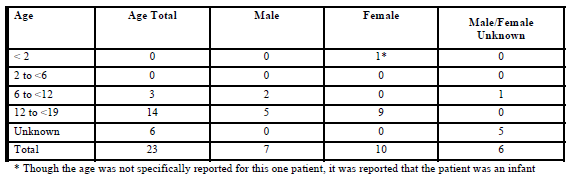 Age Age Total Male Female Male/Female Unknown
< 2 0 0 1* 0
2 to <6 0 0 0 0
6 to <12 3 2 0 1
12 to <19 14 5 9 0
Unknown 6 0 0 5
Total 23 7 10 6
* Though the age was not specifically reported for this one patient, it was reported that the patient was an infant